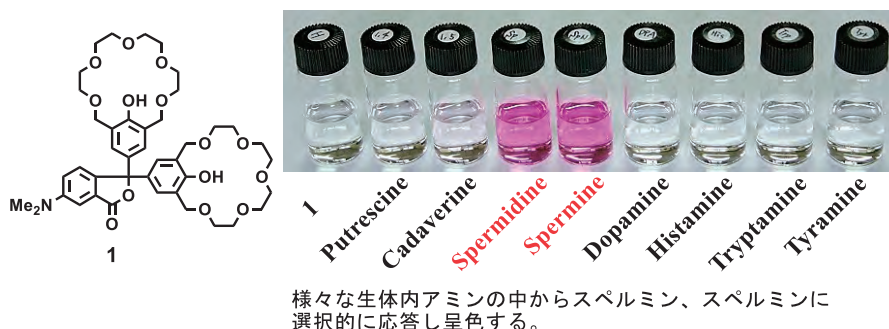 O
O
O
O
O
OH
O
O
OH
O
O
O
O
O
Me2N
O
1
1
Putrescine
Cadaverine
Spermidine
Spermine
Dopamine
Histamine
Tryptamine
Tyramine
様々な生体内アミンの中からスペルミン、スペルミンに
選択的に応答し呈色する。